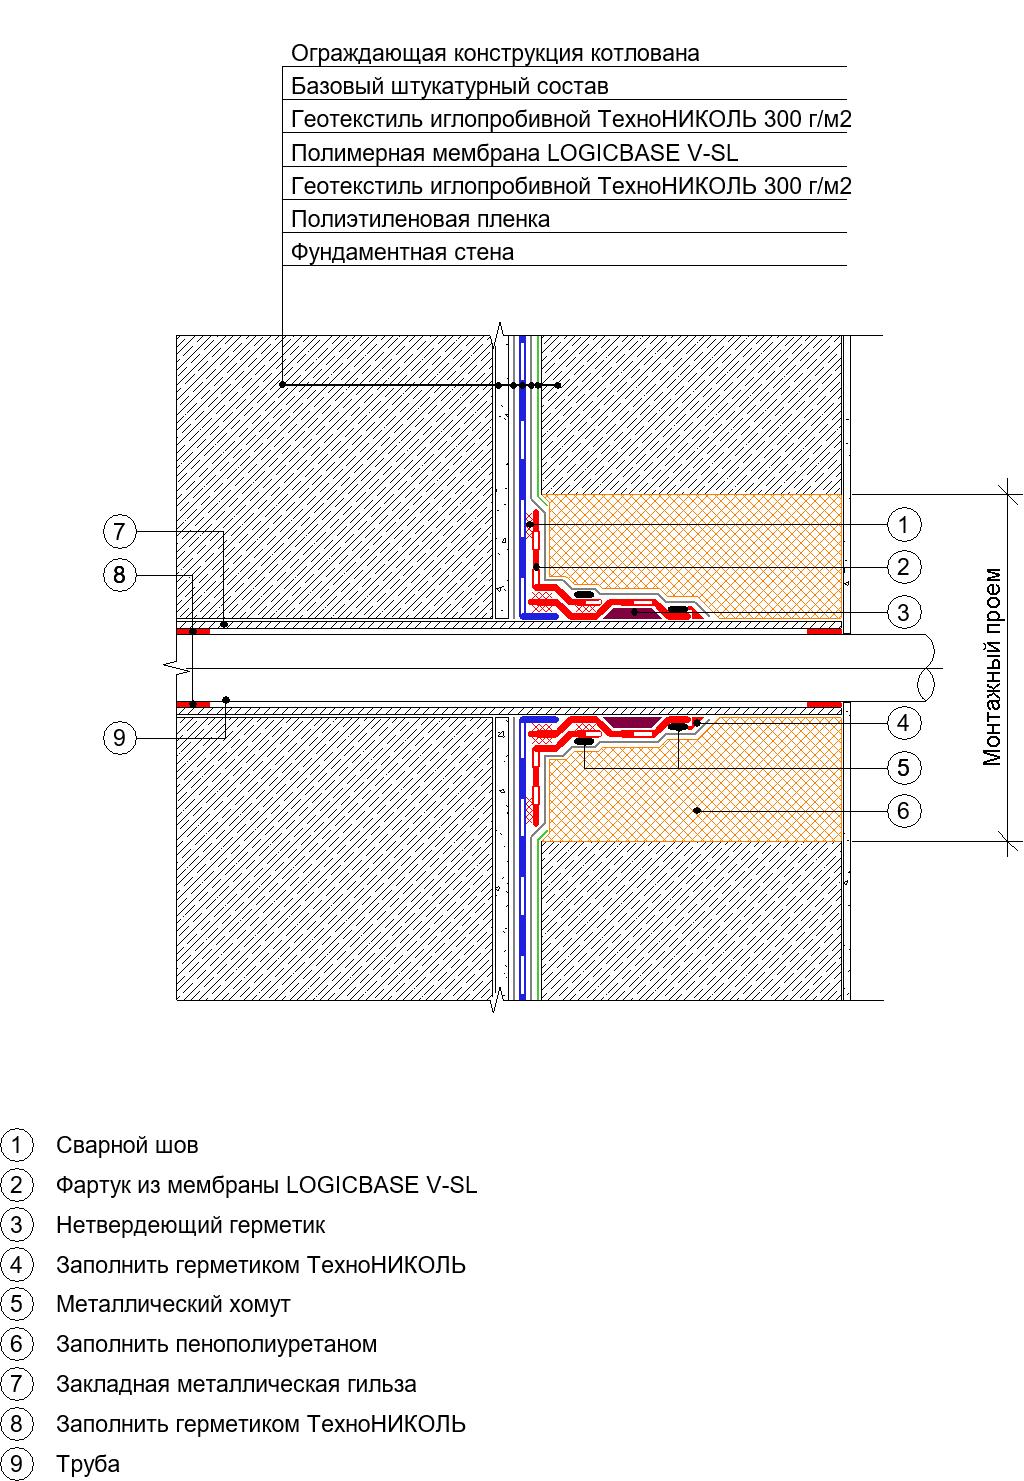 Ограждающая конструкция котлована
Базовый штукатурный состав
Геотекстиль иглопробивной ТехноНИКОЛЬ 300 г/м2
Полимерная мембрана LOGICBASE V-SL
Геотекстиль иглопробивной ТехноНИКОЛЬ 300 г/м2
Полиэтиленовая пленка
Фундаментная стена
7
8
9
1
2
3
4
5
6
Монтажный проем
1 Сварной шов
2 Фартук из мембраны LOGICBASE V-SL
3 Нетвердеющий герметик
4 Заполнить герметиком ТехноНИКОЛЬ
5 Металлический хомут
6 Заполнить пенополиуретаном
7 Закладная металлическая гильза
8 Заполнить герметиком ТехноНИКОЛЬ
9 Труба